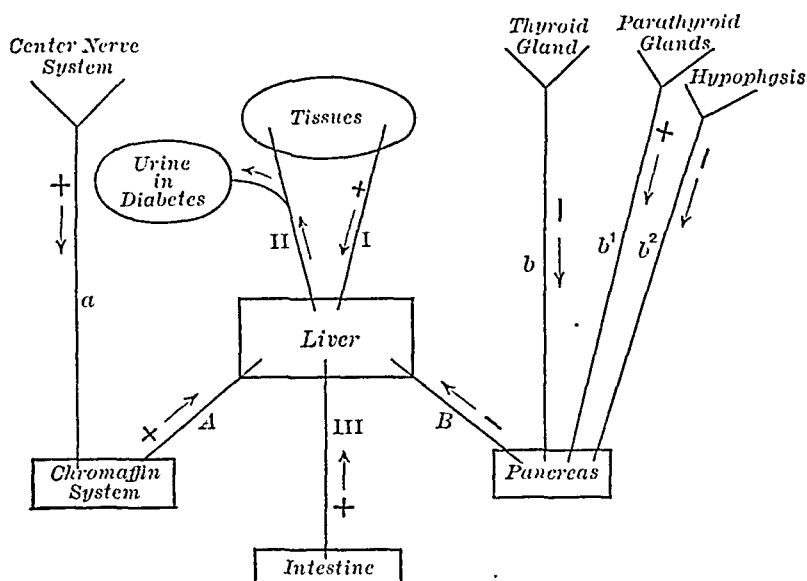 Center Nerve
System
Thyroid
Gland
Parathyroid
Glands
Hypophysis
Tissues
Urine
in
Diabetes
+
+
−
+
−
II
I
a
b
b¹
b²
Liver
+
A
III
B
−
+
Chromaffin
System
Pancreas
Intestine